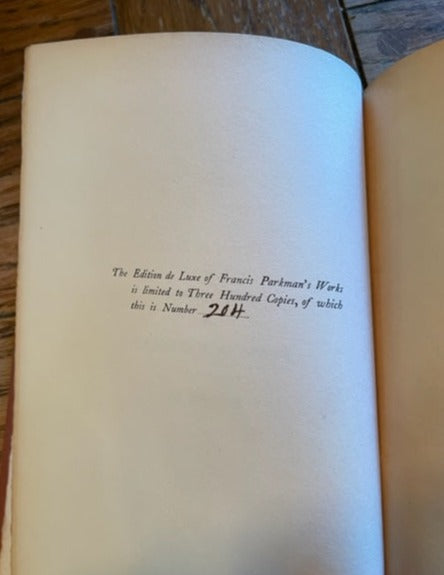 The Edition de Luxe of Francis Parkman's Works
is limited to Three Hundred Copies, of which
this is Number 204